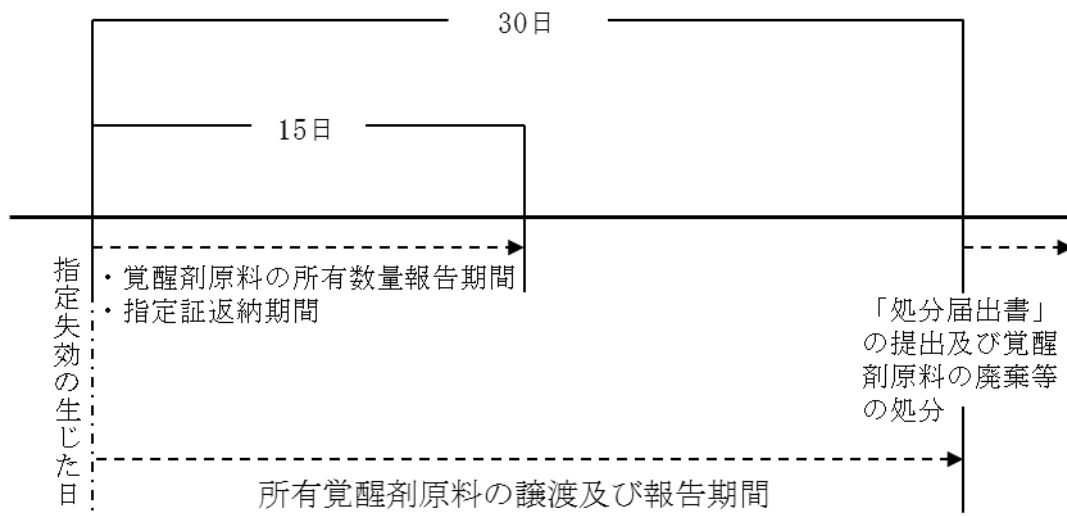 30日
15日
指定失効の生じた日
・覚醒剤原料の所有数量報告期間
・指定証返納期間
「処分届出書」
の提出及び覚醒
剤原料の廃棄等
の処分
所有覚醒剤原料の譲渡及び報告期間